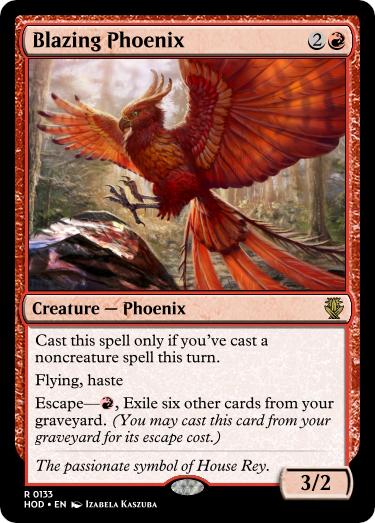 Blazing Phoenix 2
Creature — Phoenix
Cast this spell only if you've cast a
noncreature spell this turn.
Flying, haste
Escape—, Exile six other cards from your
graveyard. (You may cast this card from your
graveyard for its escape cost.)
The passionate symbol of House Rey.
3/2
R 0133
HOD • EN Izabela Kaszuba